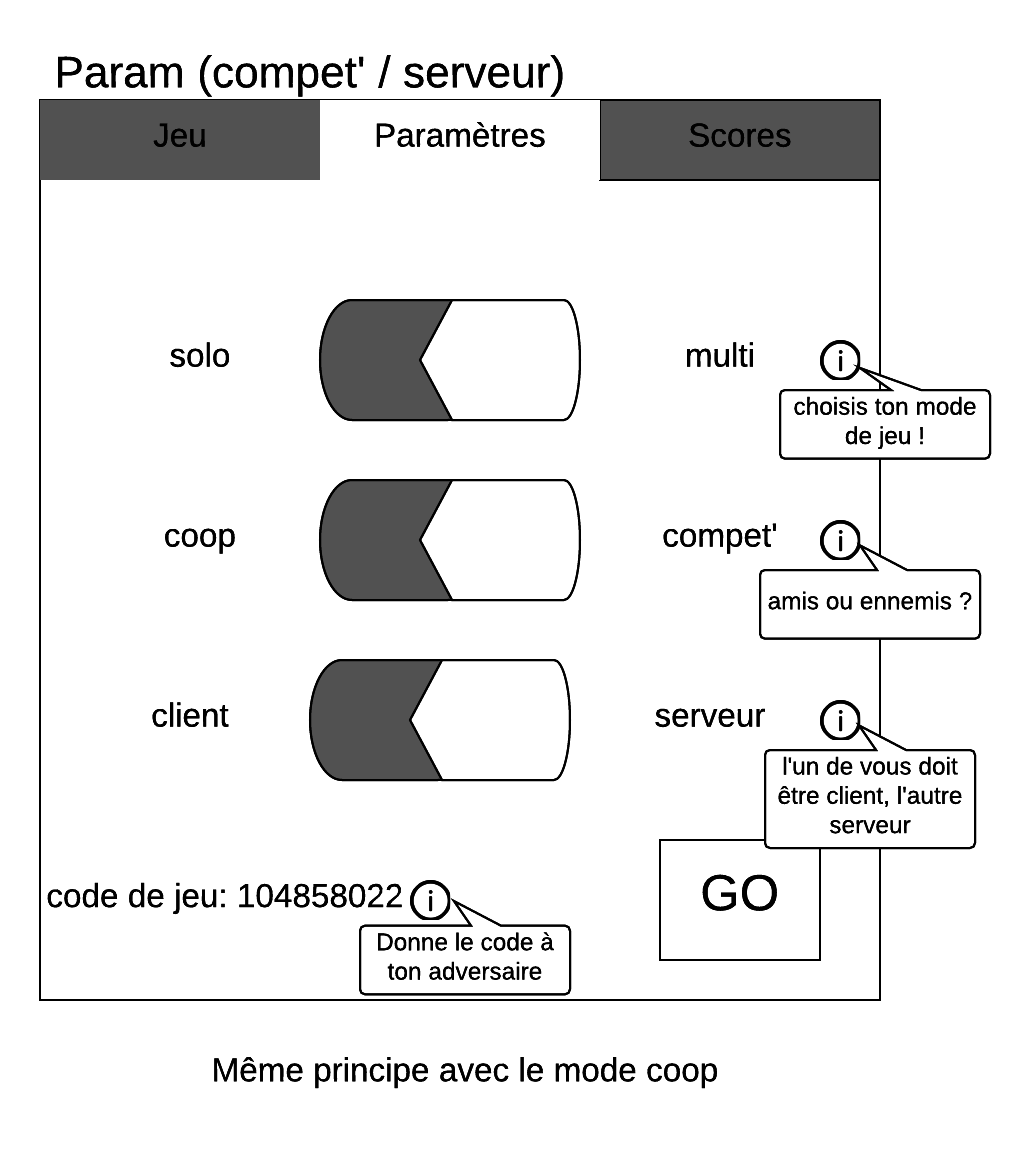 Param (compet' / serveur)
Jeu
Paramètres
Scores
solo
multi
i
choisis ton mode
de jeu !
coop
compet'
i
amis ou ennemis ?
client
serveur
i
l'un de vous doit
être client, l'autre
serveur
code de jeu: 104858022
i
Donne le code à
ton adversaire
GO
Même principe avec le mode coop